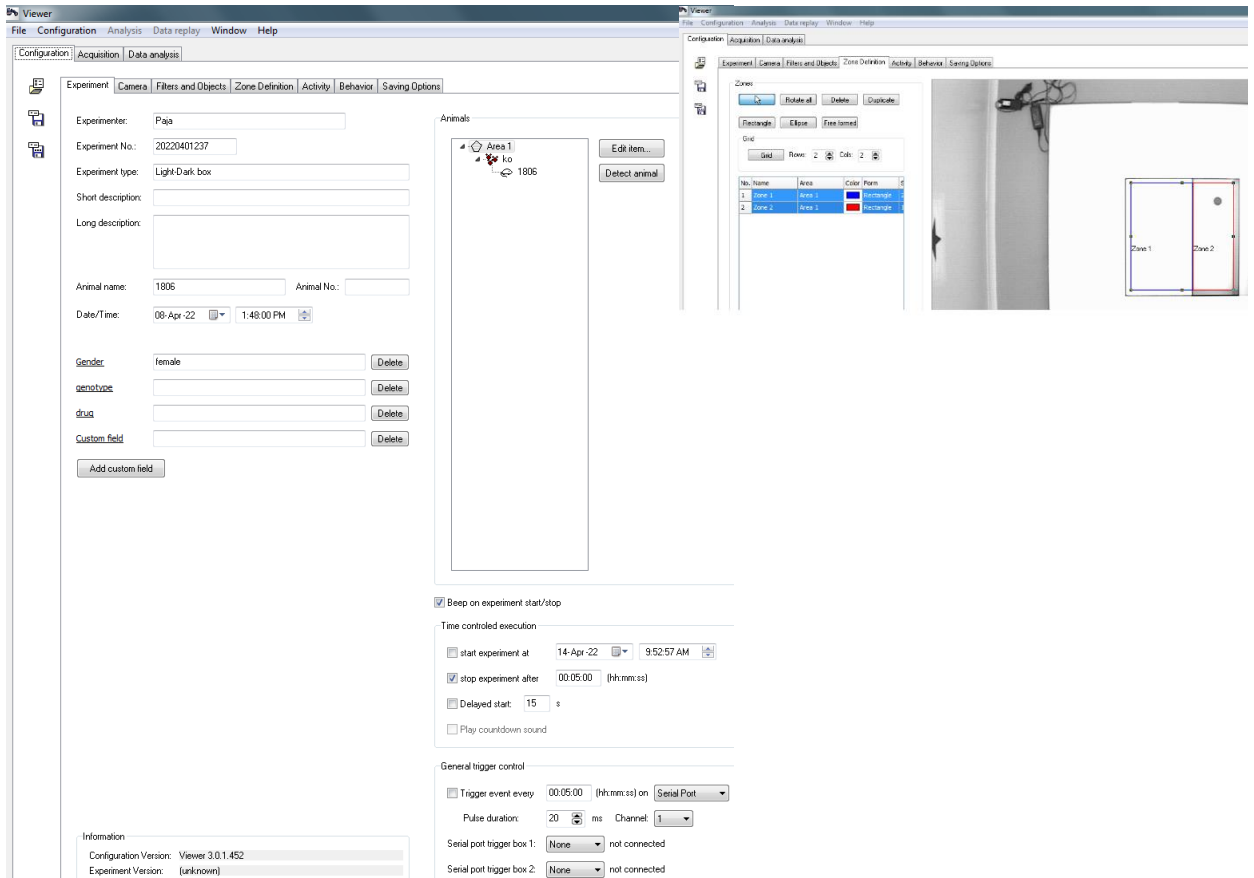 Viewer
File Configuration Analysis Data replay Window Help
Configuration Acquisition Data analysis
Experiment Camera Filters and Objects Zone Definition Activity Behavior Saving Options
Experimenter: Paja
Experiment No.: 20220401237
Experiment type: Light-Dark box
Short description:
Long description:
Animal name: 1806 Animal No.:
Date/Time: 08-Apr-22 1:48:00 PM
Gender female Delete
genotype Delete
drug Delete
Custom field Delete
Add custom field
Information
Configuration Version: Viewer 3.0.1.452
Experiment Version: (unknown)
Animals
Area 1
ko
1806
Edit item...
Detect animal
Beep on experiment start/stop
Time controled execution
start experiment at 14-Apr-22 9:52:57 AM
stop experiment after 00:05:00 (hh:mm:ss)
Delayed start: 15 s
Play countdown sound
General trigger control
Trigger event every 00:05:00 (hh:mm:ss) on Serial Port
Pulse duration: 20 ms Channel: 1
Serial port trigger box 1: None not connected
Serial port trigger box 2: None not connected
Viewer
File Configuration Analysis Data replay Window Help
Configuration Acquisition Data analysis
Experiment Camera Filters and Objects Zone Definition Activity Behavior Saving Options
Zones
Rotate all Delete Duplicate
Rectangle Ellipse Free formed
Grid
Grid Rows: 2 Cols: 2
No. Name Area Color Form
1 Zone 1 Area 1 Rectangle
2 Zone 2 Area 1 Rectangle
Zone 1 Zone 2